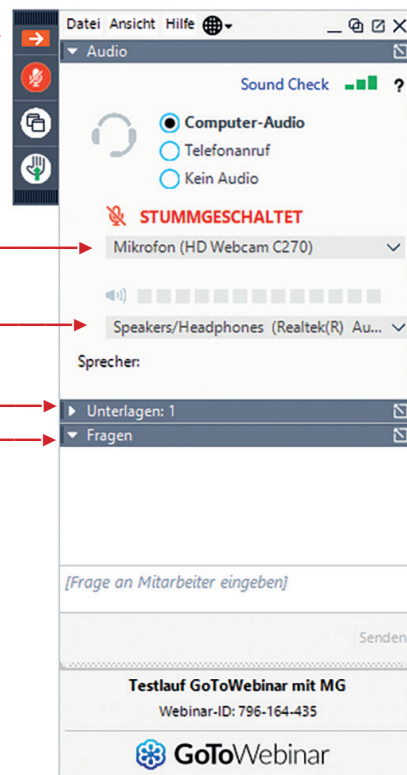 Datei Ansicht Hilfe
Audio
Sound Check ?
Computer-Audio
Telefonanruf
Kein Audio
STUMMGESCHALTET
Mikrofon (HD Webcam C270)
Speakers/Headphones (Realtek(R) Au...
Sprecher:
Unterlagen: 1
Fragen
[Frage an Mitarbeiter eingeben]
Senden
Testlauf GoToWebinar mit MG
Webinar-ID: 796-164-435
GoToWebinar